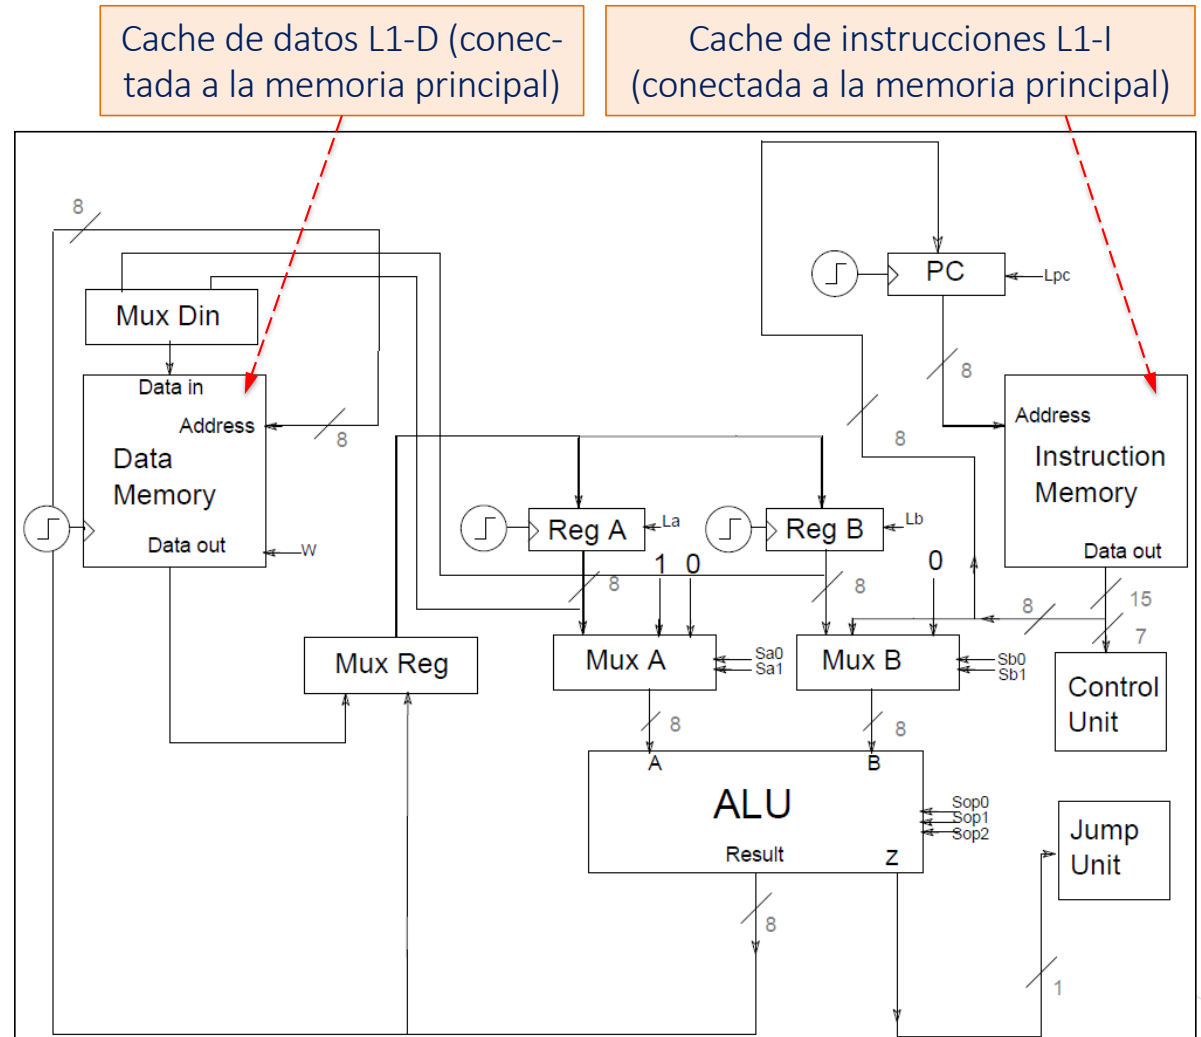 Cache de datos L1-D (conec-
tada a la memoria principal)
Cache de instrucciones L1-I
(conectada a la memoria principal)
8
PC
Lpc
Mux Din
8
Data in
Address
8
Data
Memory
Data out
W
Address
Instruction
Memory
Data out
8
Reg A
La
Reg B
Lb
8
1 0
8
0
8
15
7
Mux Reg
Mux A
Sa0
Sa1
Mux B
Sb0
Sb1
Control
Unit
8
8
A
B
ALU
Sop0
Sop1
Sop2
Result
Z
Jump
Unit
8
1